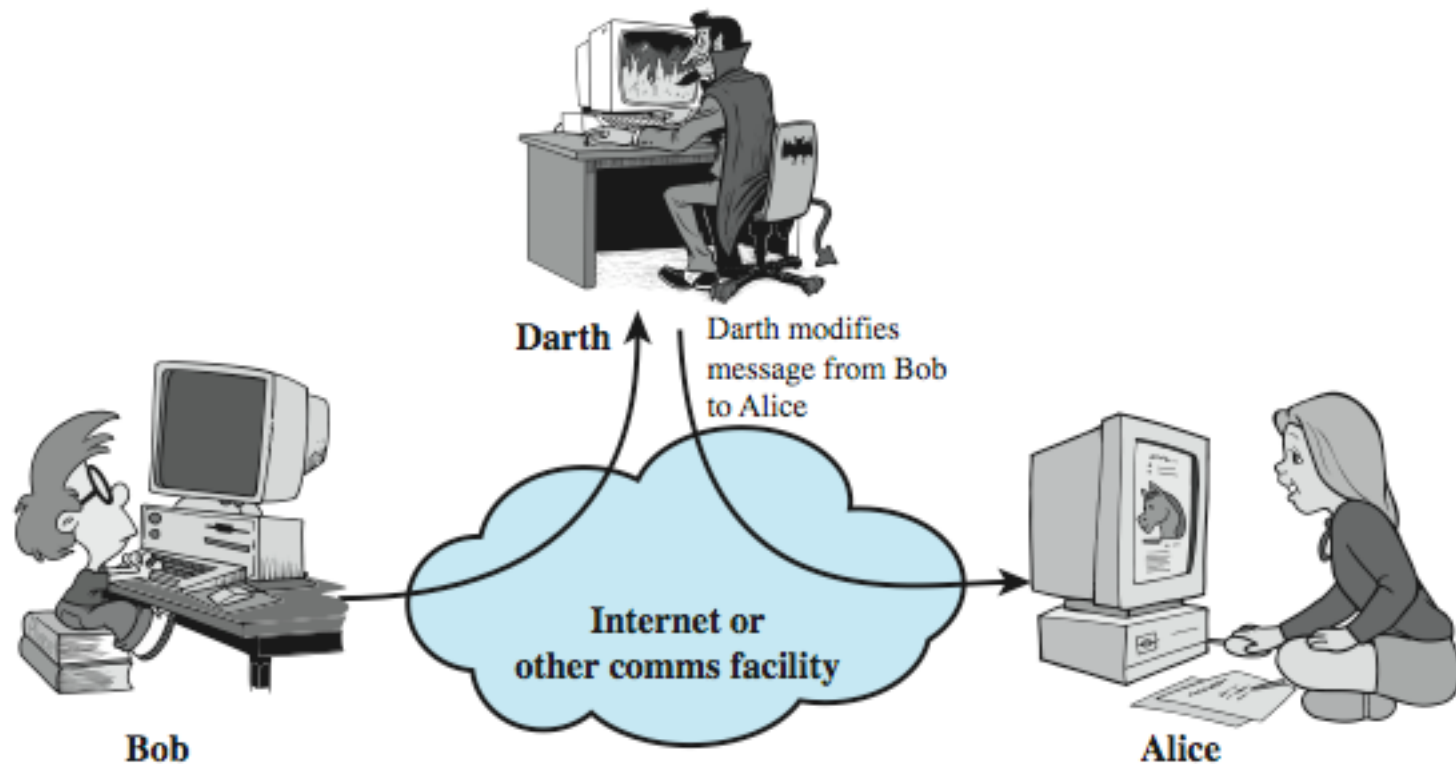 Darth
Darth modifies
message from Bob
to Alice
Internet or
other comms facility
Bob
Alice